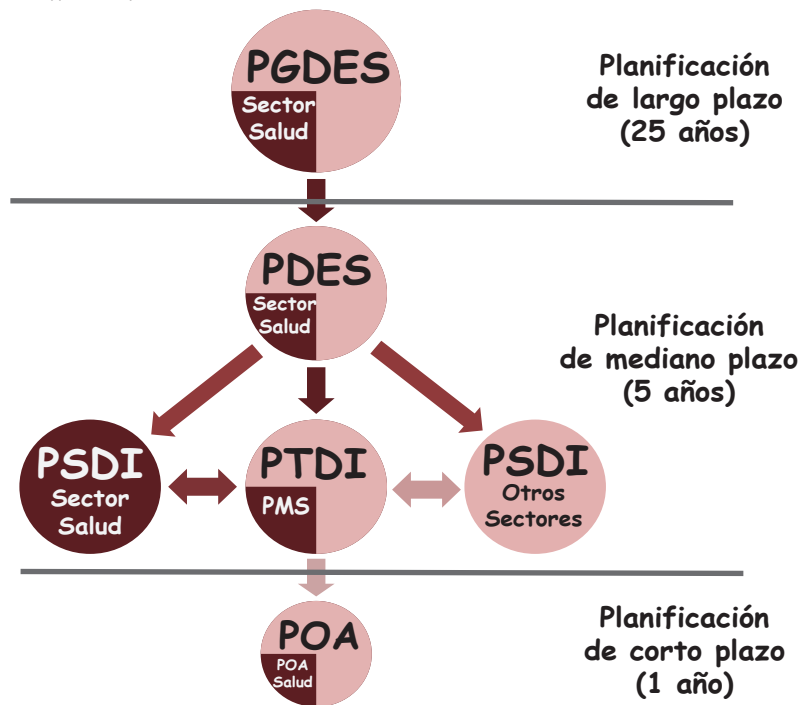 PGDES
Sector
Salud
Planificación
de largo plazo
(25 años)
PDES
Sector
Salud
Planificación
de mediano plazo
(5 años)
PSDI
Sector
Salud
PTDI
PMS
PSDI
Otros
Sectores
POA
POA
Salud
Planificación
de corto plazo
(1 año)